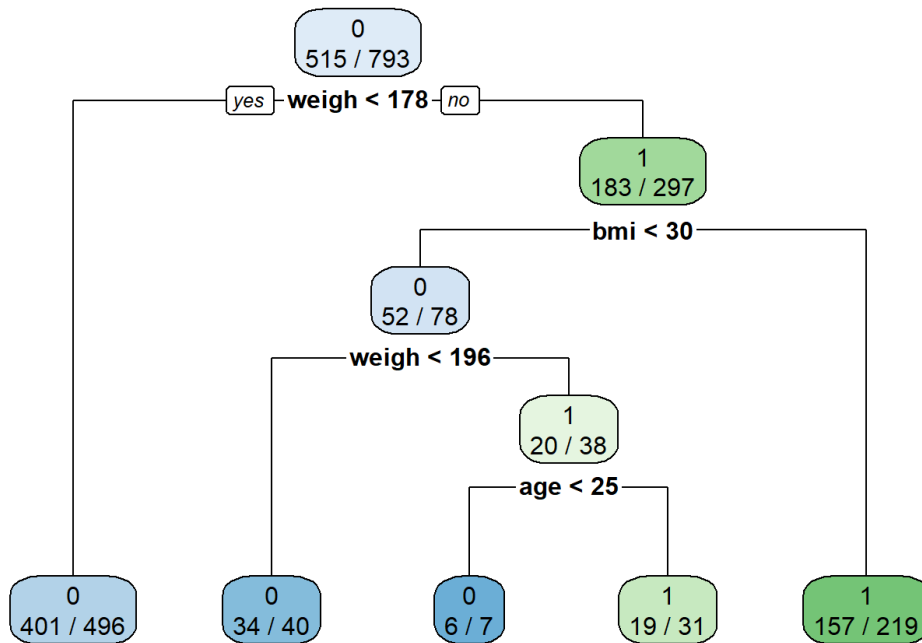 0
515 / 793
yes weigh < 178 no
1
183 / 297
bmi < 30
0
52 / 78
weigh < 196
1
20 / 38
age < 25
0
401 / 496
0
34 / 40
0
6 / 7
1
19 / 31
1
157 / 219